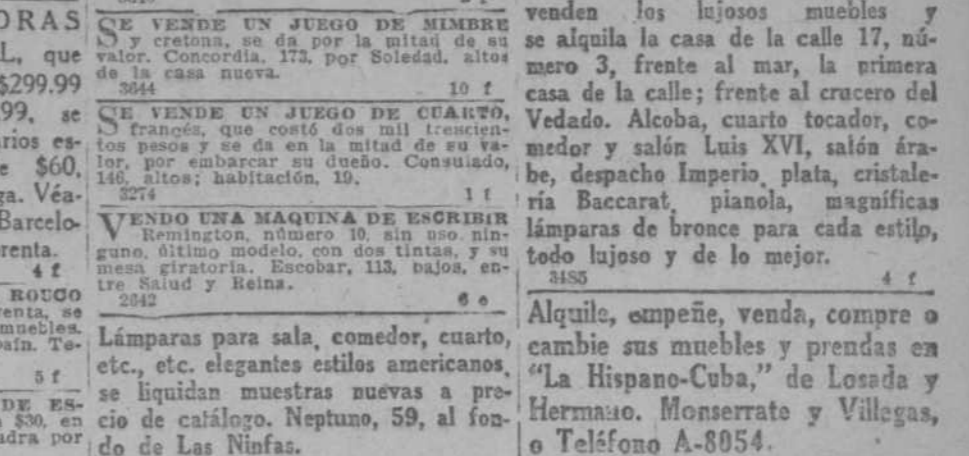 ORAS
L, que
$299.99
99, se
arios es-
e $60.
ga. Véa-
Barcelo-
renta.
4 f
ROUCO
venta, se
muebles.
paín. Te-
5 f
DE ES-
$30, en
adra por
SE VENDE UN JUEGO DE MIMBRE
y cretona, se da por la mitad de su
valor. Concordia, 173, por Soledad, altos
de la casa nueva.
3644 10 f
SE VENDE UN JUEGO DE CUARTO,
francés, que costó dos mil trescien-
tos pesos y se da en la mitad de su va-
lor, por embarcar su dueño. Consulado,
146, altos; habitación, 19.
3274 1 f
VENDO UNA MAQUINA DE ESCRIBIR
Remington, número 10, sin uso nin-
guno, último modelo, con dos tintas, y su
mesa giratoria. Escobar, 113, bajos, en-
tre Salud y Reina.
2642 6 e
Lámparas para sala, comedor, cuarto,
etc., etc. elegantes estilos americanos,
se liquidan muestras nuevas a pre-
cio de catálogo. Neptuno, 59, al fon-
do de Las Ninfas.
venden los lujosos muebles y
se alquila la casa de la calle 17, nú-
mero 3, frente al mar, la primera
casa de la calle; frente al crucero del
Vedado. Alcoba, cuarto tocador, co-
medor y salón Luis XVI, salón ára-
be, despacho Imperio, plata, cristale-
ría Baccarat, pianola, magníficas
lámparas de bronce para cada estilo,
todo lujoso y de lo mejor.
3485 4 f
Alquile, empeñe, venda, compre o
cambie sus muebles y prendas en
"La Hispano-Cuba," de Losada y
Hermano. Monserrate y Villegas,
o Teléfono A-8054.